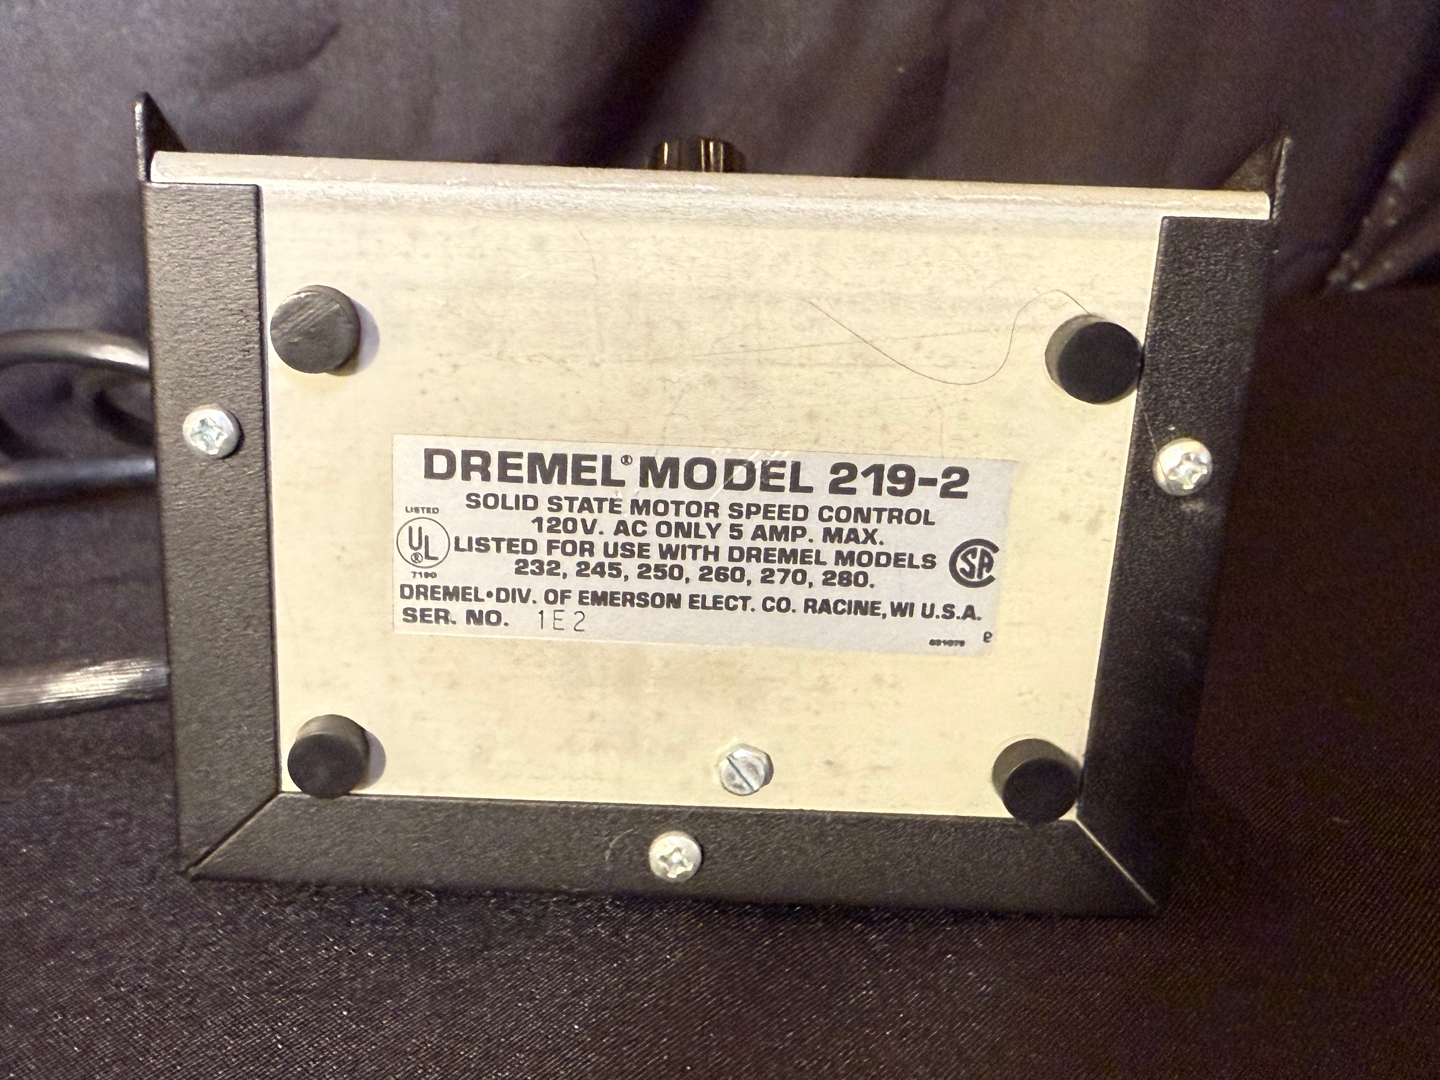 DREMEL® MODEL 219-2
SOLID STATE MOTOR SPEED CONTROL
120V. AC ONLY 5 AMP. MAX.
LISTED FOR USE WITH DREMEL MODELS
232, 245, 250, 260, 270, 280.
DREMEL•DIV. OF EMERSON ELECT. CO. RACINE, WI U.S.A.
SER. NO. 1E2
LISTED
UL®
SA